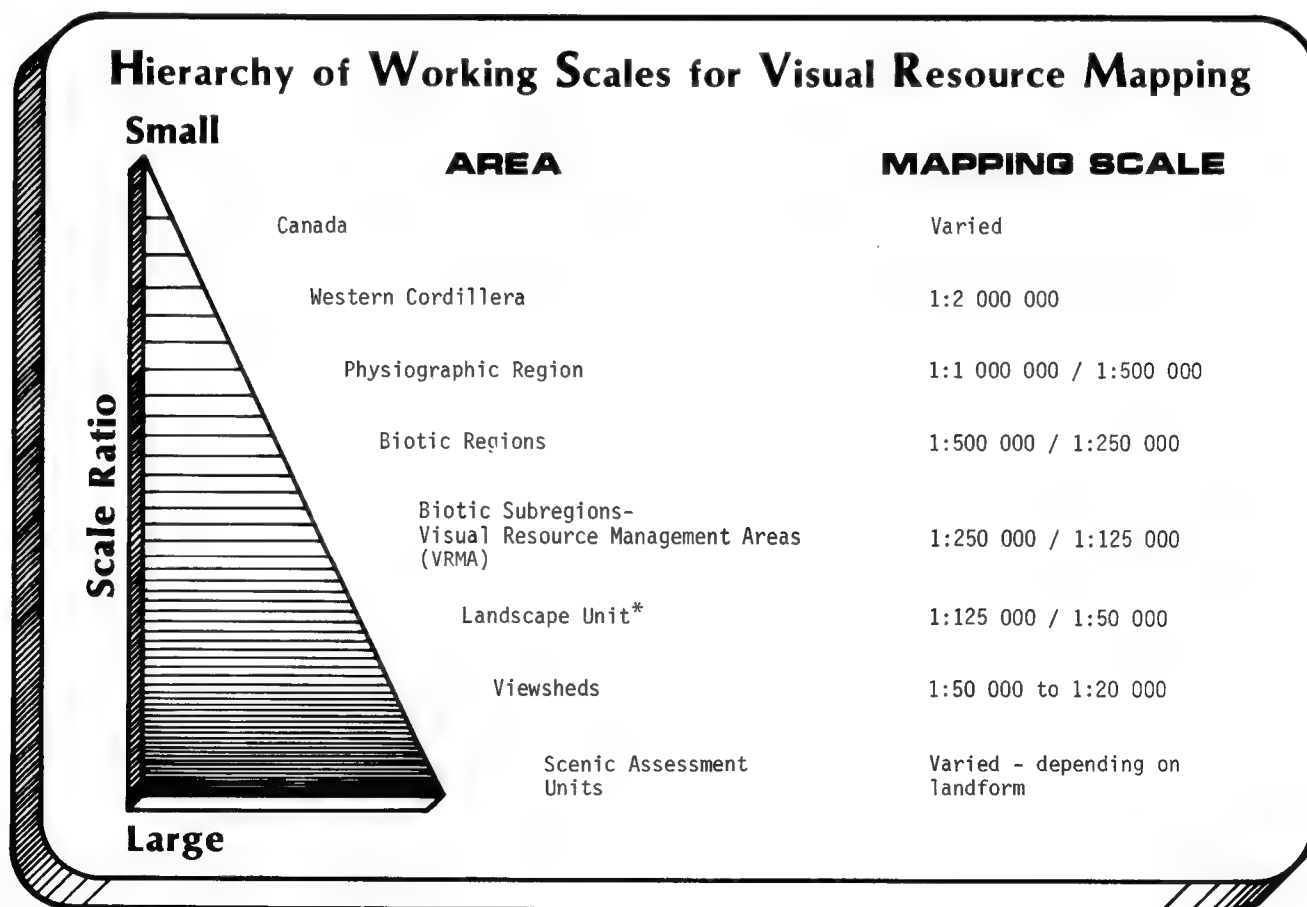 Hierarchy of Working Scales for Visual Resource Mapping
Small
AREA MAPPING SCALE
Canada Varied
Western Cordillera 1:2 000 000
Physiographic Region 1:1 000 000 / 1:500 000
Biotic Regions 1:500 000 / 1:250 000
Biotic Subregions-
Visual Resource Management Areas 1:250 000 / 1:125 000
(VRMA)
Scale Ratio
Landscape Unit* 1:125 000 / 1:50 000
Viewsheds 1:50 000 to 1:20 000
Scenic Assessment Varied - depending on
Units landform
Large